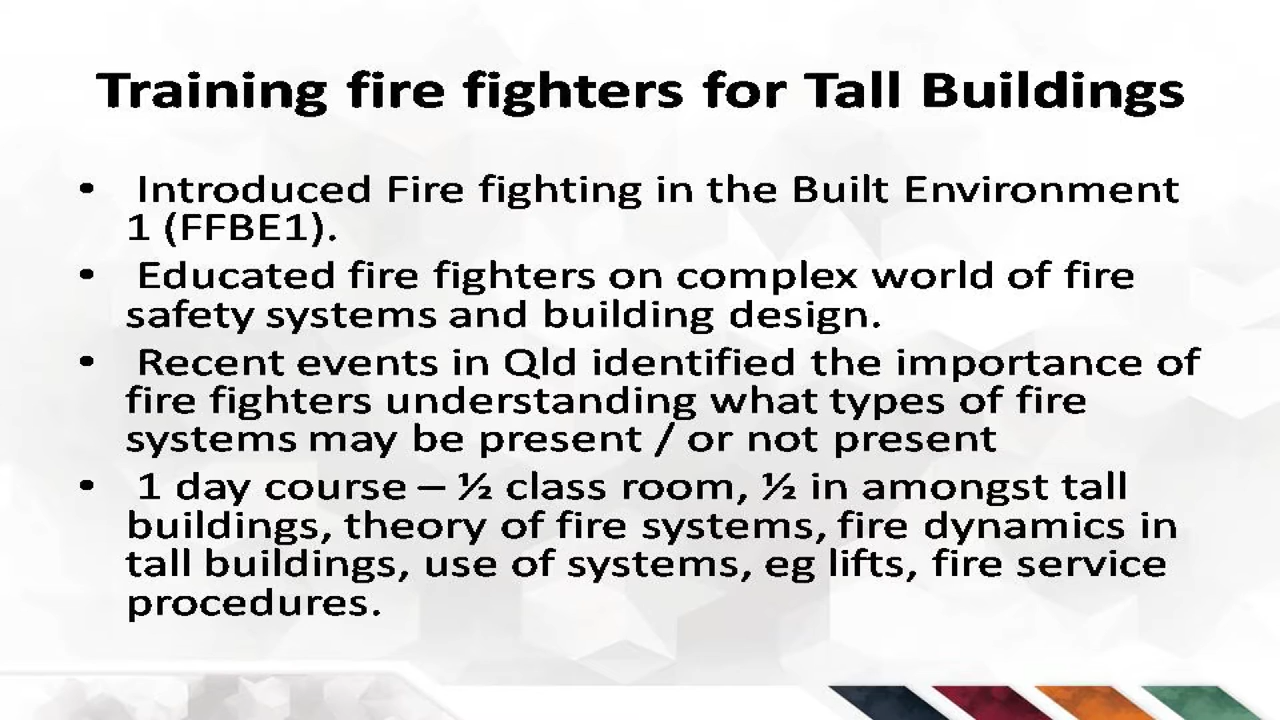 Training fire fighters for Tall Buildings
• Introduced Fire fighting in the Built Environment
1 (FFBE1).
• Educated fire fighters on complex world of fire
safety systems and building design.
• Recent events in Qld identified the importance of
fire fighters understanding what types of fire
systems may be present / or not present
• 1 day course – ½ class room, ½ in amongst tall
buildings, theory of fire systems, fire dynamics in
tall buildings, use of systems, eg lifts, fire service
procedures.